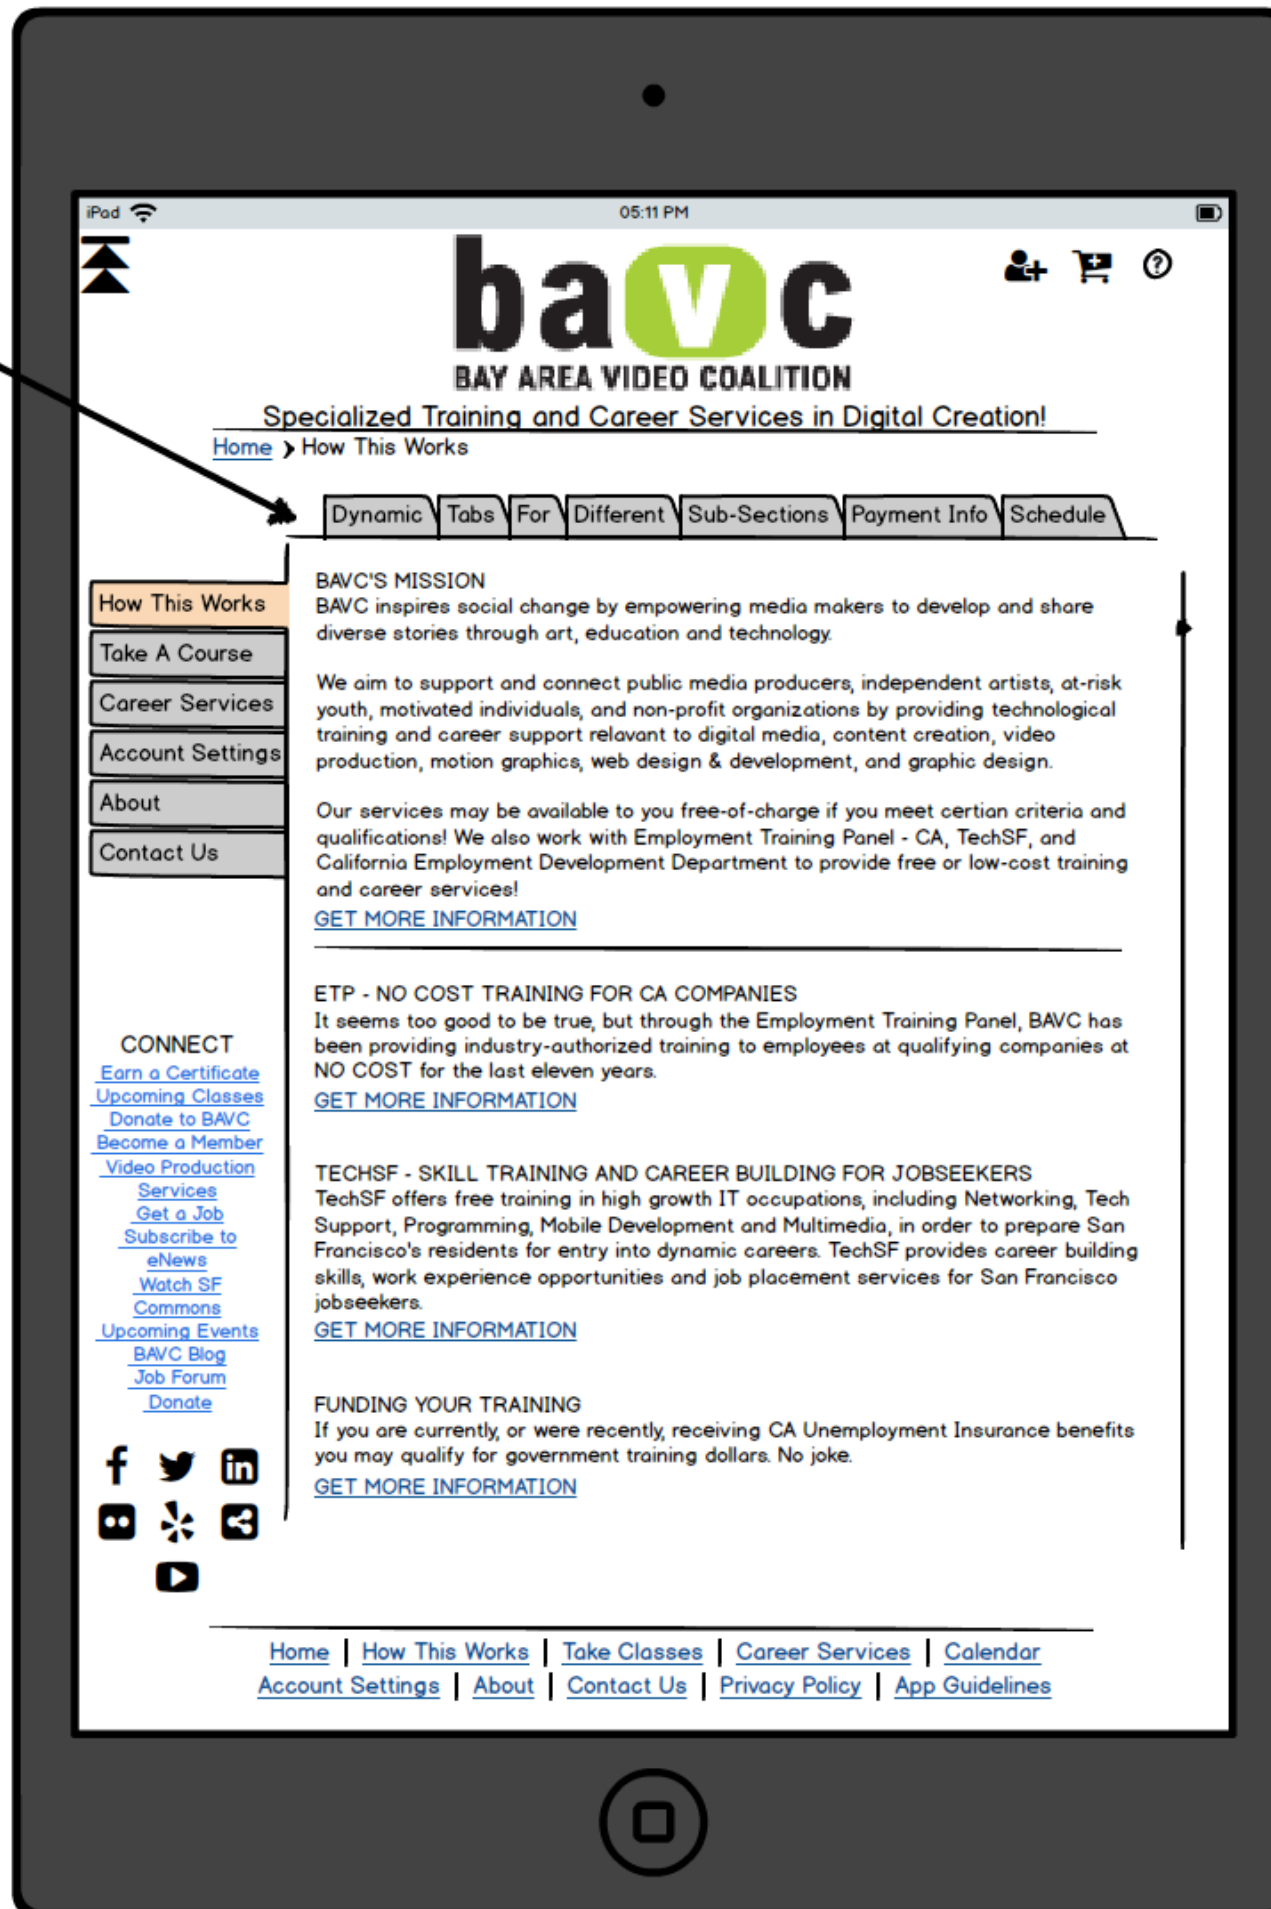 iPad
05:11 PM
bavc
BAY AREA VIDEO COALITION
Specialized Training and Career Services in Digital Creation!
Home How This Works
Dynamic Tabs For Different Sub-Sections Payment Info Schedule
How This Works
Take A Course
Career Services
Account Settings
About
Contact Us
BAVC'S MISSION
BAVC inspires social change by empowering media makers to develop and share
diverse stories through art, education and technology.
We aim to support and connect public media producers, independent artists, at-risk
youth, motivated individuals, and non-profit organizations by providing technological
training and career support relavant to digital media, content creation, video
production, motion graphics, web design & development, and graphic design.
Our services may be available to you free-of-charge if you meet certian criteria and
qualifications! We also work with Employment Training Panel - CA, TechSF, and
California Employment Development Department to provide free or low-cost training
and career services!
GET MORE INFORMATION
ETP - NO COST TRAINING FOR CA COMPANIES
It seems too good to be true, but through the Employment Training Panel, BAVC has
been providing industry-authorized training to employees at qualifying companies at
NO COST for the last eleven years.
GET MORE INFORMATION
TECHSF - SKILL TRAINING AND CAREER BUILDING FOR JOBSEEKERS
TechSF offers free training in high growth IT occupations, including Networking, Tech
Support, Programming, Mobile Development and Multimedia, in order to prepare San
Francisco's residents for entry into dynamic careers. TechSF provides career building
skills, work experience opportunities and job placement services for San Francisco
jobseekers.
GET MORE INFORMATION
FUNDING YOUR TRAINING
If you are currently, or were recently, receiving CA Unemployment Insurance benefits
you may qualify for government training dollars. No joke.
GET MORE INFORMATION
CONNECT
Earn a Certificate
Upcoming Classes
Donate to BAVC
Become a Member
Video Production
Services
Get a Job
Subscribe to
eNews
Watch SF
Commons
Upcoming Events
BAVC Blog
Job Forum
Donate
Home | How This Works | Take Classes | Career Services | Calendar
Account Settings | About | Contact Us | Privacy Policy | App Guidelines